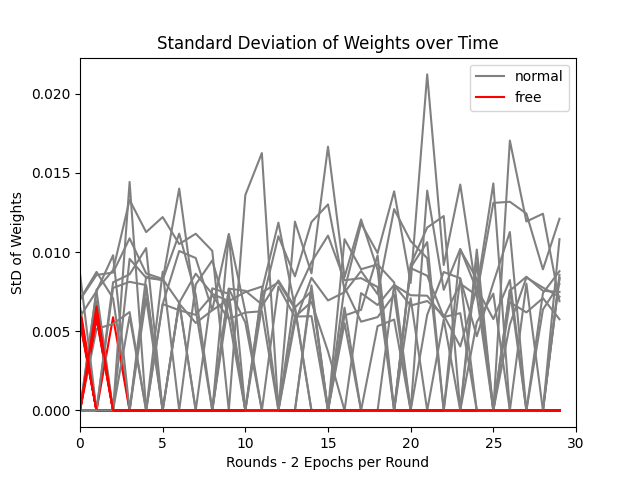 Standard Deviation of Weights over Time
normal
free
StD of Weights
0.020
0.015
0.010
0.005
0.000
0 5 10 15 20 25 30
Rounds - 2 Epochs per Round